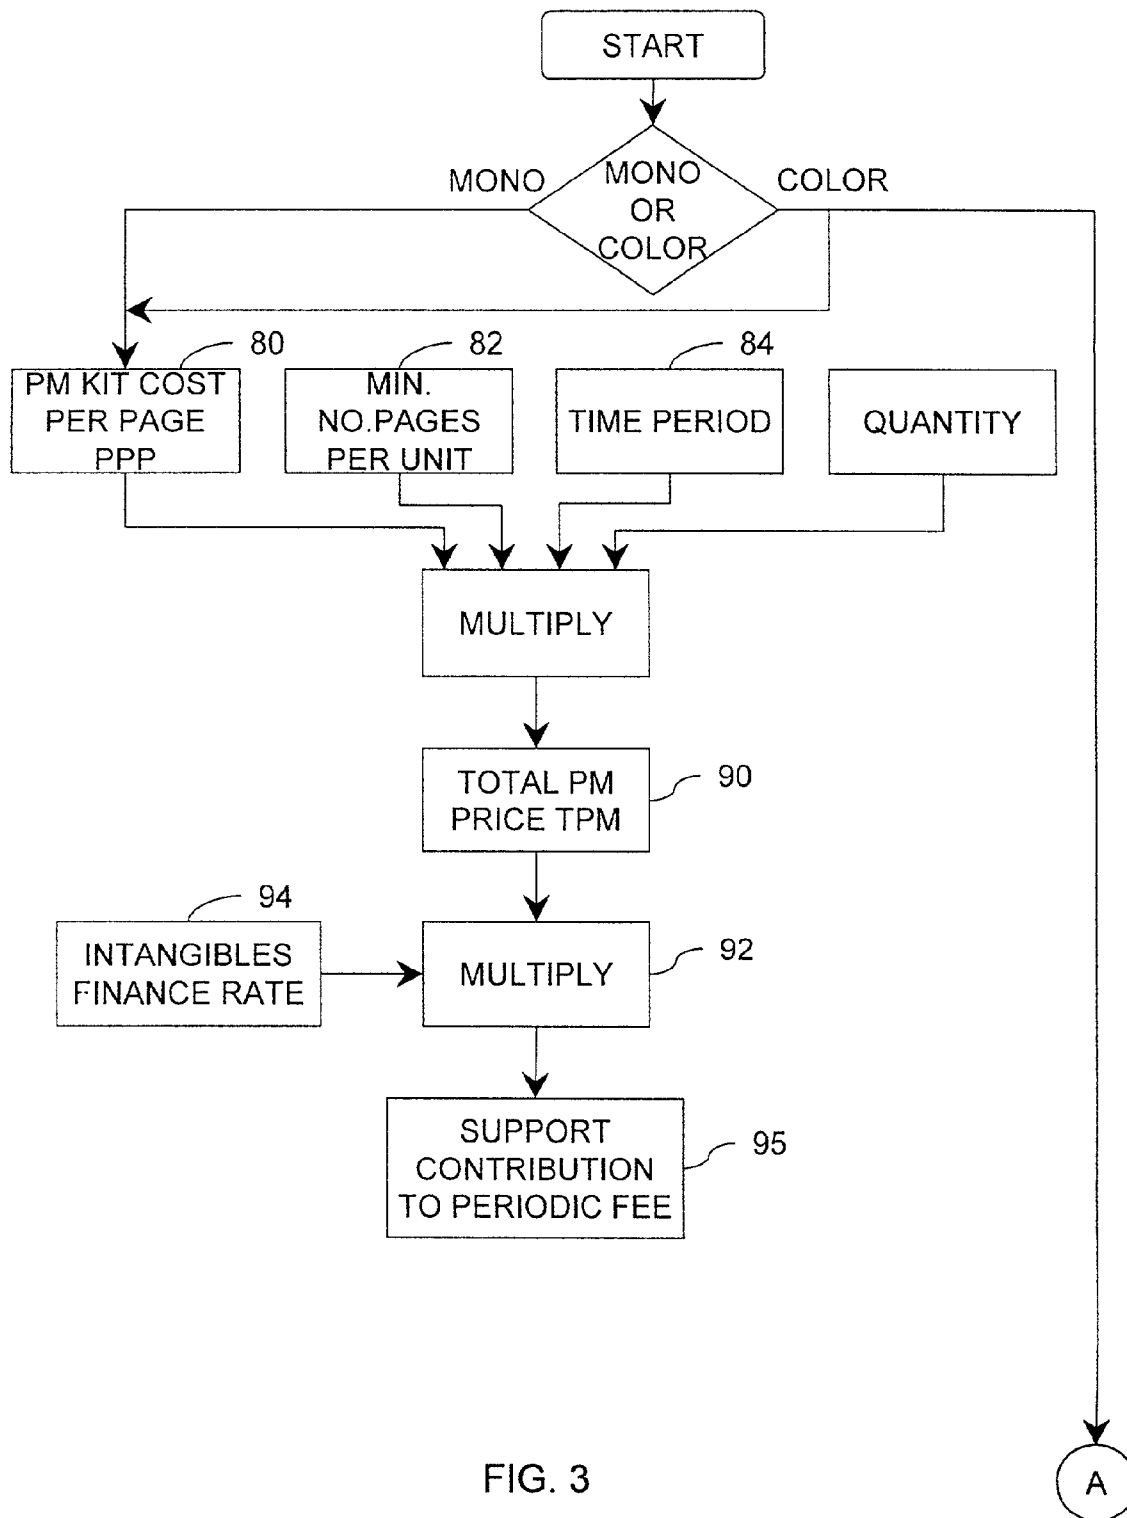 START
MONO
MONO
OR
COLOR
COLOR
80
82
84
PM KIT COST
PER PAGE
PPP
MIN.
NO.PAGES
PER UNIT
TIME PERIOD
QUANTITY
MULTIPLY
TOTAL PM
PRICE TPM
90
94
INTANGIBLES
FINANCE RATE
MULTIPLY
92
SUPPORT
CONTRIBUTION
TO PERIODIC FEE
95
FIG. 3
A